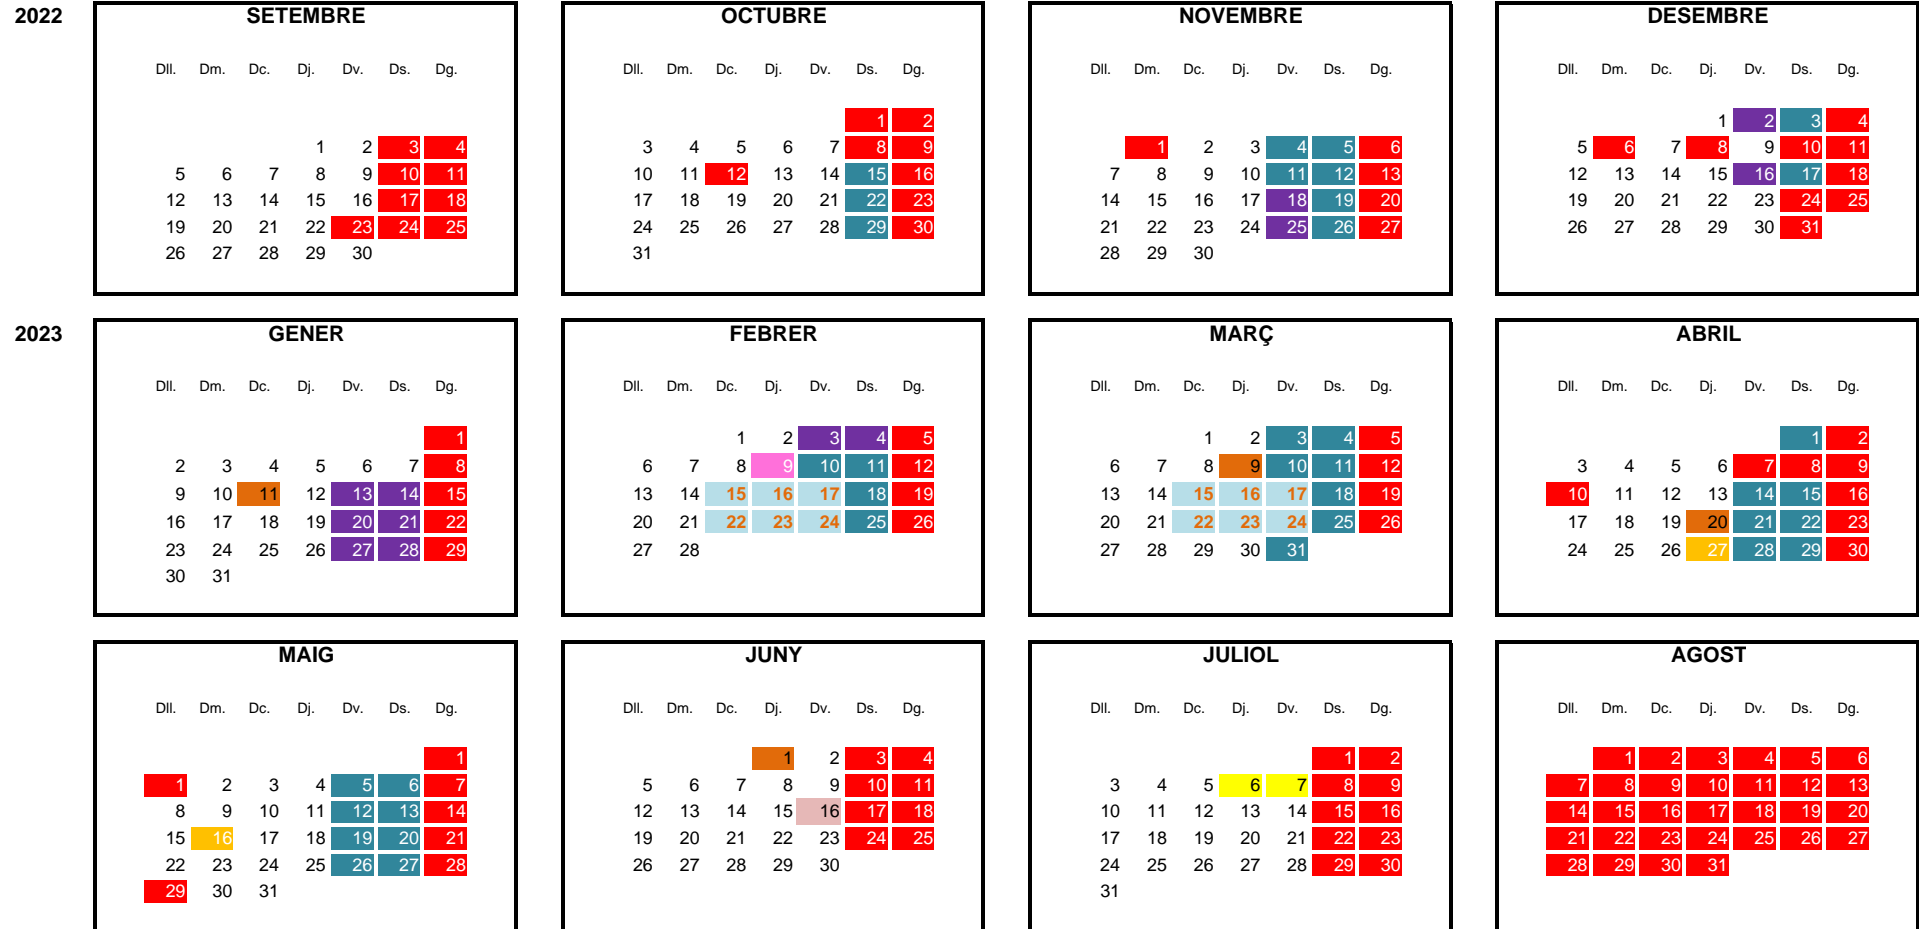 2022 SETEMBRE OCTUBRE NOVEMBRE DESEMBRE
Dll. Dm. Dc. Dj. Dv. Ds. Dg. Dll. Dm. Dc. Dj. Dv. Ds. Dg. Dll. Dm. Dc. Dj. Dv. Ds. Dg. Dll. Dm. Dc. Dj. Dv. Ds. Dg.
1 2 1 2 3 4
1 2 3 4 3 4 5 6 7 8 9 1 2 3 4 5 6 5 6 7 8 9 10 11
5 6 7 8 9 10 11 10 11 12 13 14 15 16 7 8 9 10 11 12 13 12 13 14 15 16 17 18
12 13 14 15 16 17 18 17 18 19 20 21 22 23 14 15 16 17 18 19 20 19 20 21 22 23 24 25
19 20 21 22 23 24 25 24 25 26 27 28 29 30 21 22 23 24 25 26 27 26 27 28 29 30 31
26 27 28 29 30 31 28 29 30
2023 GENER FEBRER MARÇ ABRIL
Dll. Dm. Dc. Dj. Dv. Ds. Dg. Dll. Dm. Dc. Dj. Dv. Ds. Dg. Dll. Dm. Dc. Dj. Dv. Ds. Dg. Dll. Dm. Dc. Dj. Dv. Ds. Dg.
1 1 2 3 4 5 1 2 3 4 5 1 2
2 3 4 5 6 7 8 6 7 8 9 10 11 12 6 7 8 9 10 11 12 3 4 5 6 7 8 9
9 10 11 12 13 14 15 13 14 15 16 17 18 19 13 14 15 16 17 18 19 10 11 12 13 14 15 16
16 17 18 19 20 21 22 20 21 22 23 24 25 26 20 21 22 23 24 25 26 17 18 19 20 21 22 23
23 24 25 26 27 28 29 27 28 27 28 29 30 31 24 25 26 27 28 29 30
30 31
MAIG JUNY JULIOL AGOST
Dll. Dm. Dc. Dj. Dv. Ds. Dg. Dll. Dm. Dc. Dj. Dv. Ds. Dg. Dll. Dm. Dc. Dj. Dv. Ds. Dg. Dll. Dm. Dc. Dj. Dv. Ds. Dg.
1 1 2 3 4 1 2 1 2 3 4 5 6
1 2 3 4 5 6 7 5 6 7 8 9 10 11 3 4 5 6 7 8 9 7 8 9 10 11 12 13
8 9 10 11 12 13 14 12 13 14 15 16 17 18 10 11 12 13 14 15 16 14 15 16 17 18 19 20
15 16 17 18 19 20 21 19 20 21 22 23 24 25 17 18 19 20 21 22 23 21 22 23 24 25 26 27
22 23 24 25 26 27 28 26 27 28 29 30 24 25 26 27 28 29 30 28 29 30 31
29 30 31 31